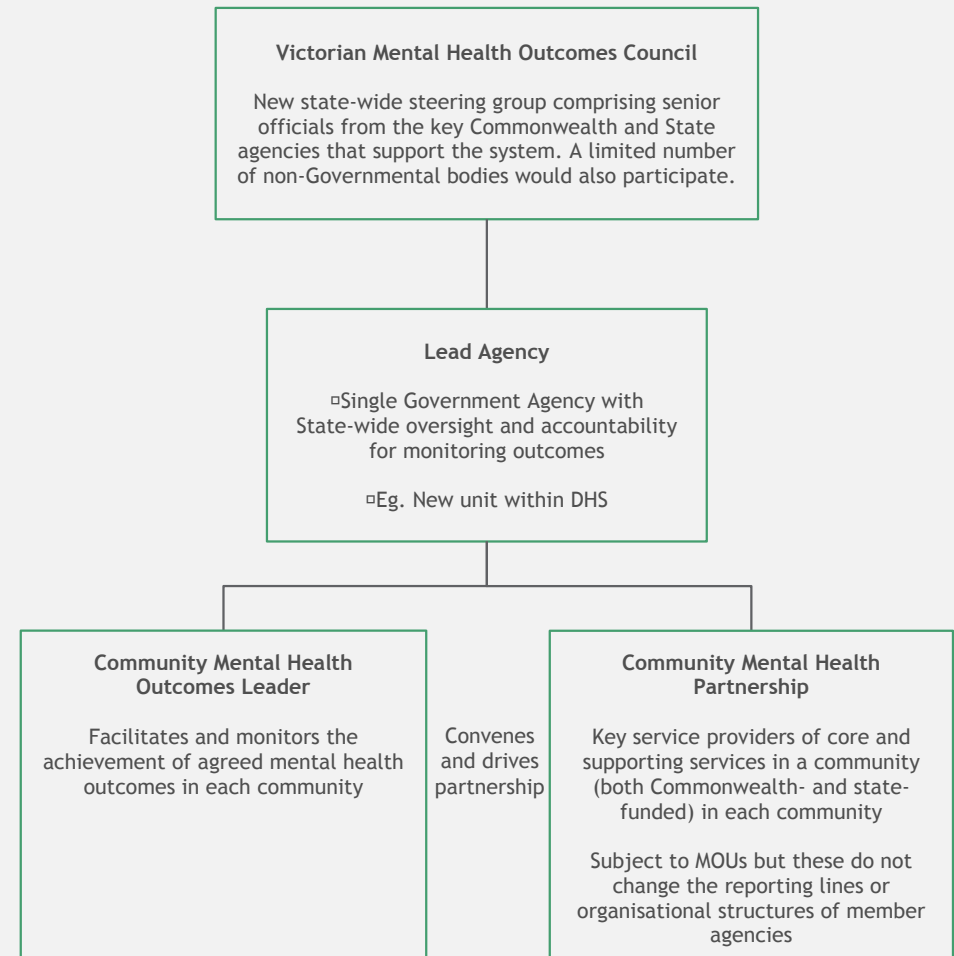 Victorian Mental Health Outcomes Council
New state-wide steering group comprising senior
officials from the key Commonwealth and State
agencies that support the system. A limited number
of non-Governmental bodies would also participate.
Lead Agency
▫Single Government Agency with
State-wide oversight and accountability
for monitoring outcomes
▫Eg. New unit within DHS
Community Mental Health
Outcomes Leader
Facilitates and monitors the
achievement of agreed mental health
outcomes in each community
Convenes
and drives
partnership
Community Mental Health
Partnership
Key service providers of core and
supporting services in a community
(both Commonwealth- and state-
funded) in each community
Subject to MOUs but these do not
change the reporting lines or
organisational structures of member
agencies